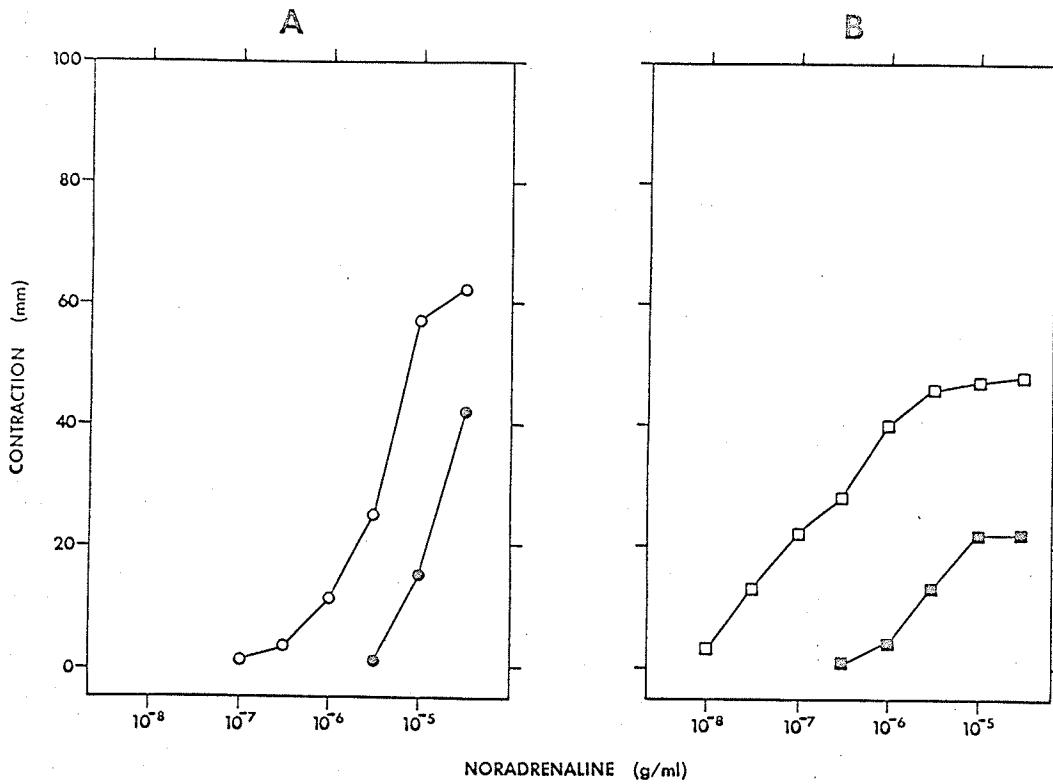 A
B
100
80
60
40
20
0
CONTRACTION (mm)
10⁻⁸ 10⁻⁷ 10⁻⁶ 10⁻⁵
10⁻⁸ 10⁻⁷ 10⁻⁶ 10⁻⁵
NORADRENALINE (g/ml)